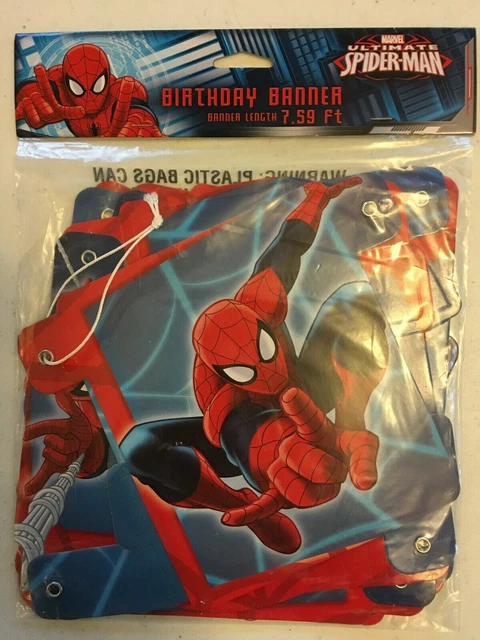 MARVEL
ULTIMATE
SPIDER-MAN
BIRTHDAY BANNER
BANNER LENGTH 7.59 ft
WARNING: PLASTIC BAGS CAN